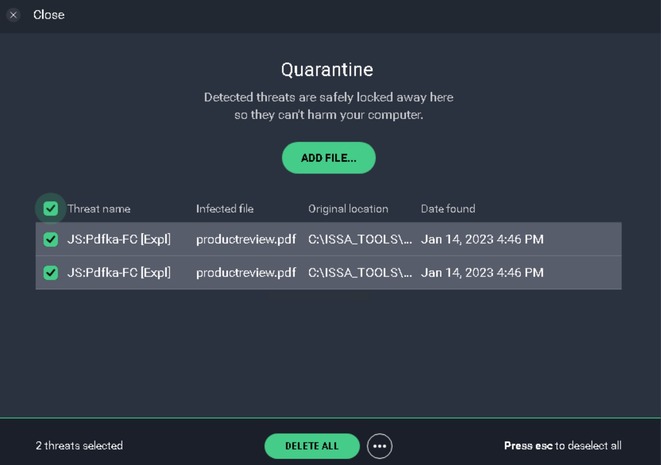 Close
Quarantine
Detected threats are safely locked away here
so they can't harm your computer.
ADD FILE...
Threat name Infected file Original location Date found
JS:Pdfka-FC [Expl] productreview.pdf C:\ISSA_TOOLS\... Jan 14, 2023 4:46 PM
JS:Pdfka-FC [Expl] productreview.pdf C:\ISSA_TOOLS\... Jan 14, 2023 4:46 PM
2 threats selected DELETE ALL Press esc to deselect all